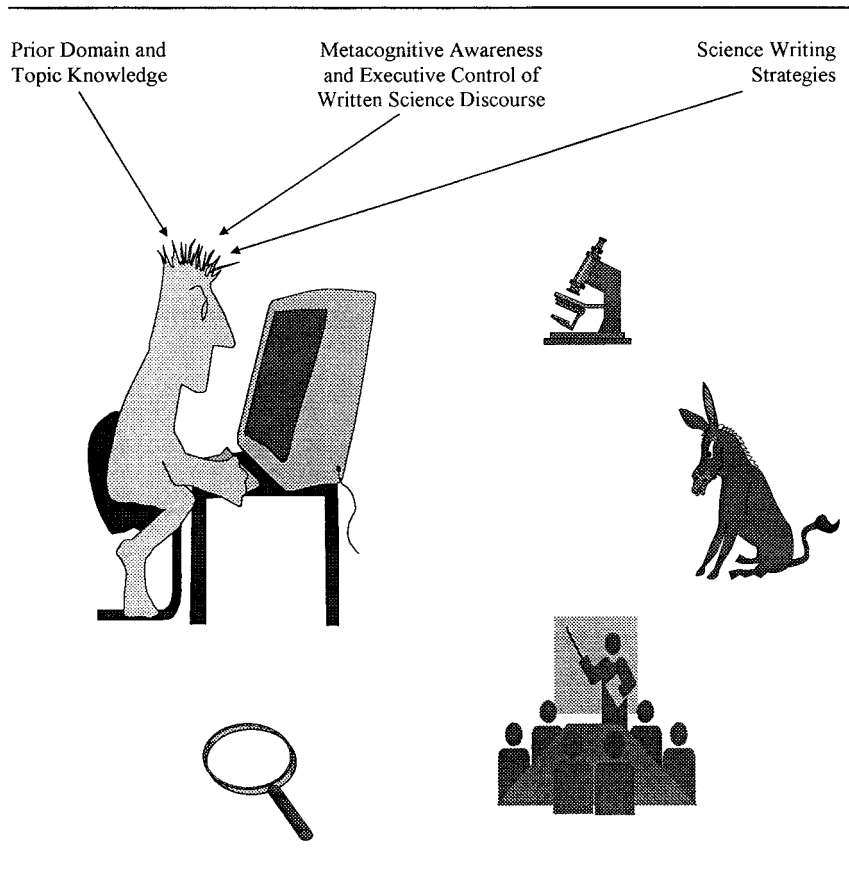 Prior Domain and
Topic Knowledge
Metacognitive Awareness
and Executive Control of
Written Science Discourse
Science Writing
Strategies